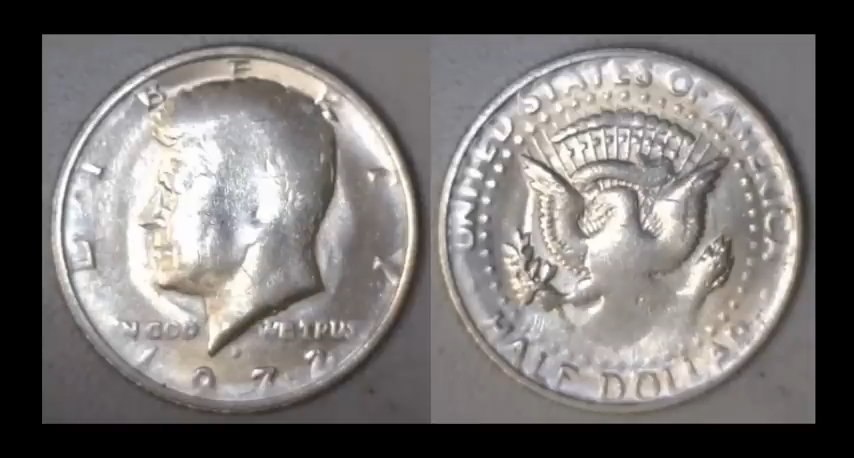 LIBERTY
IN GOD WE TRUST
UNITED STATES OF AMERICA
HALF DOLLAR